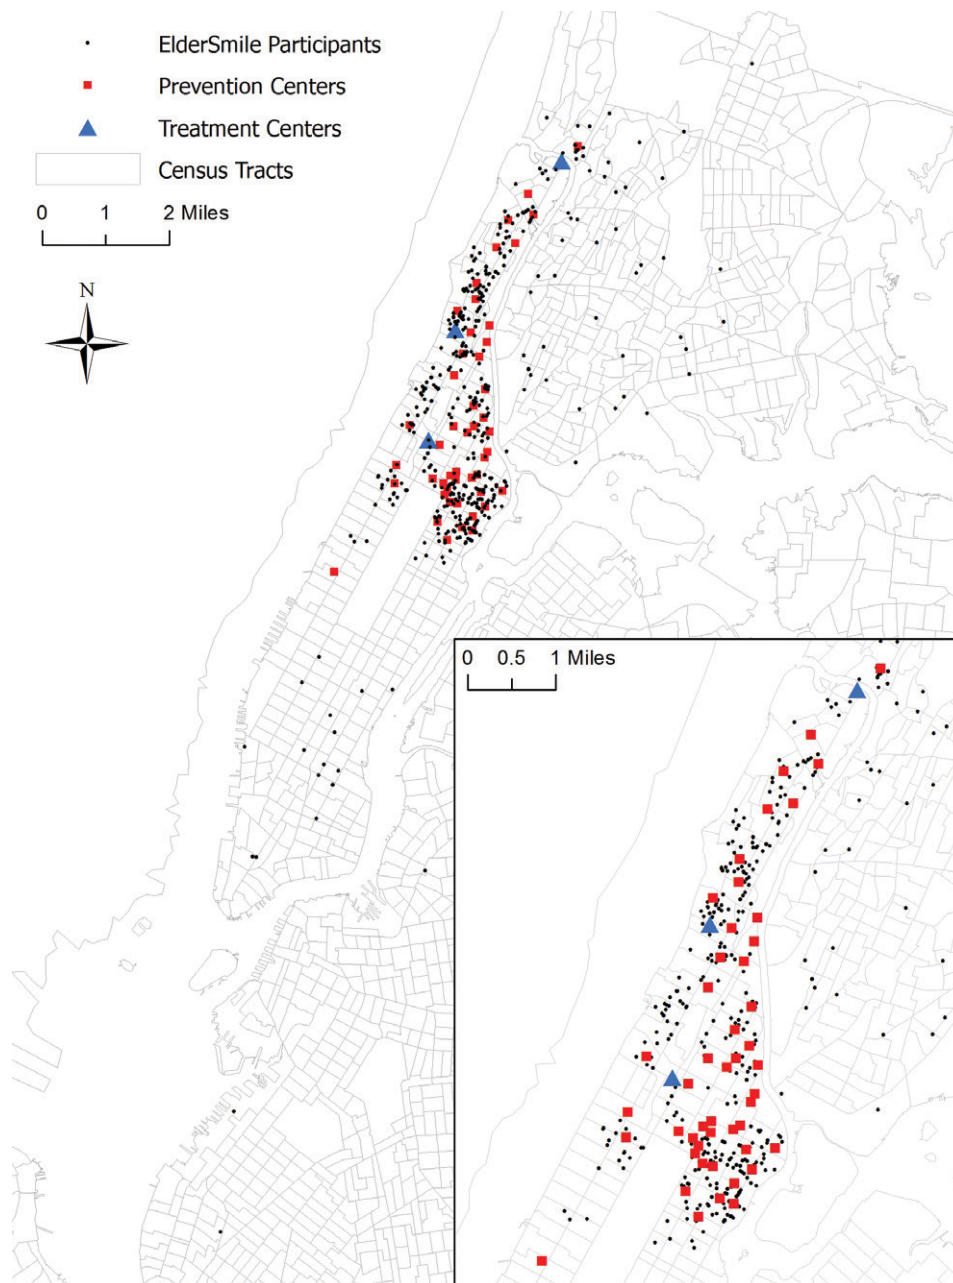 ElderSmile Participants
Prevention Centers
Treatment Centers
Census Tracts
0 1 2 Miles
N
0 0.5 1 Miles